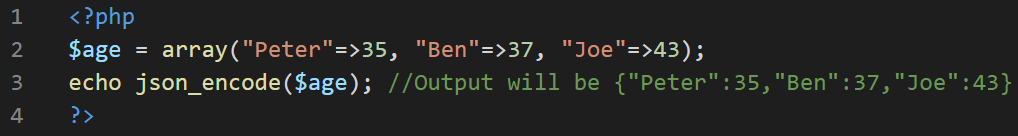 1 <?php
2 $age = array("Peter"=>35, "Ben"=>37, "Joe"=>43);
3 echo json_encode($age); //Output will be {"Peter":35,"Ben":37,"Joe":43}
4 ?>